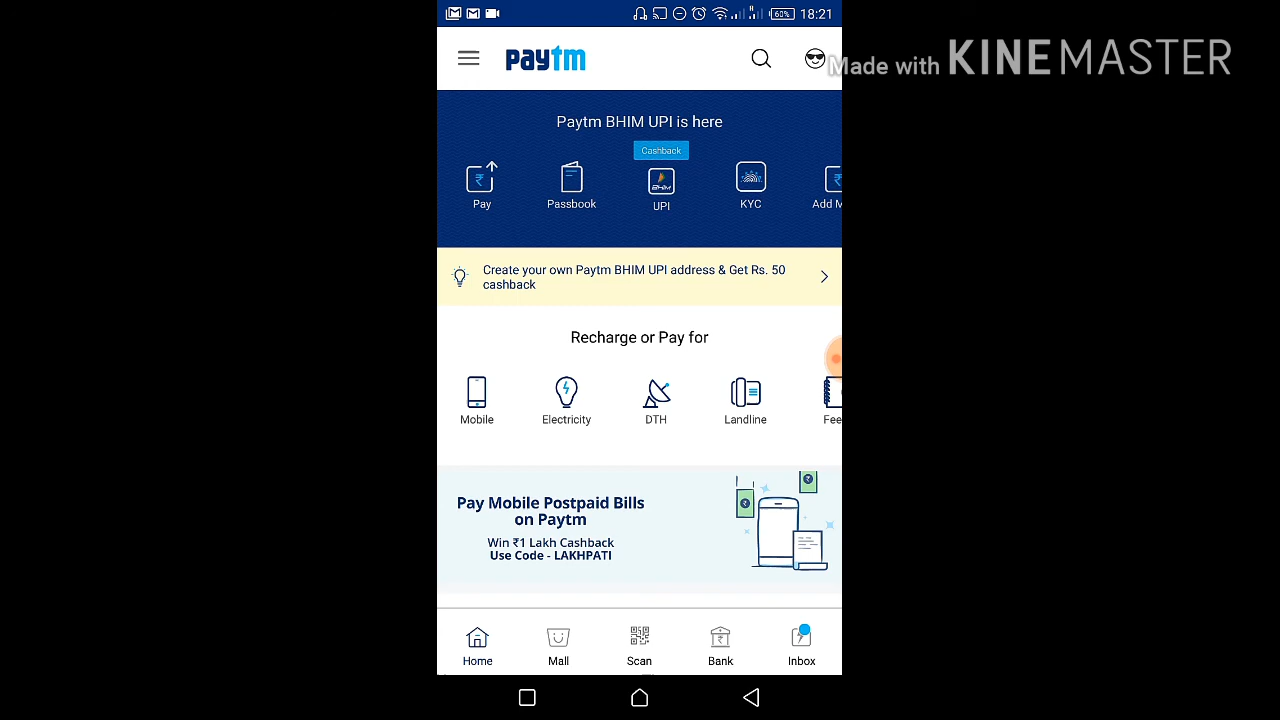 60% 18:21
paytm
Made with KINEMASTER
Paytm BHIM UPI is here
Cashback
BHIM
Pay Passbook UPI KYC Add M
Create your own Paytm BHIM UPI address & Get Rs. 50
cashback
Recharge or Pay for
Mobile Electricity DTH Landline Fee
Pay Mobile Postpaid Bills
on Paytm
Win ₹1 Lakh Cashback
Use Code - LAKHPATI
Home Mall Scan Bank Inbox